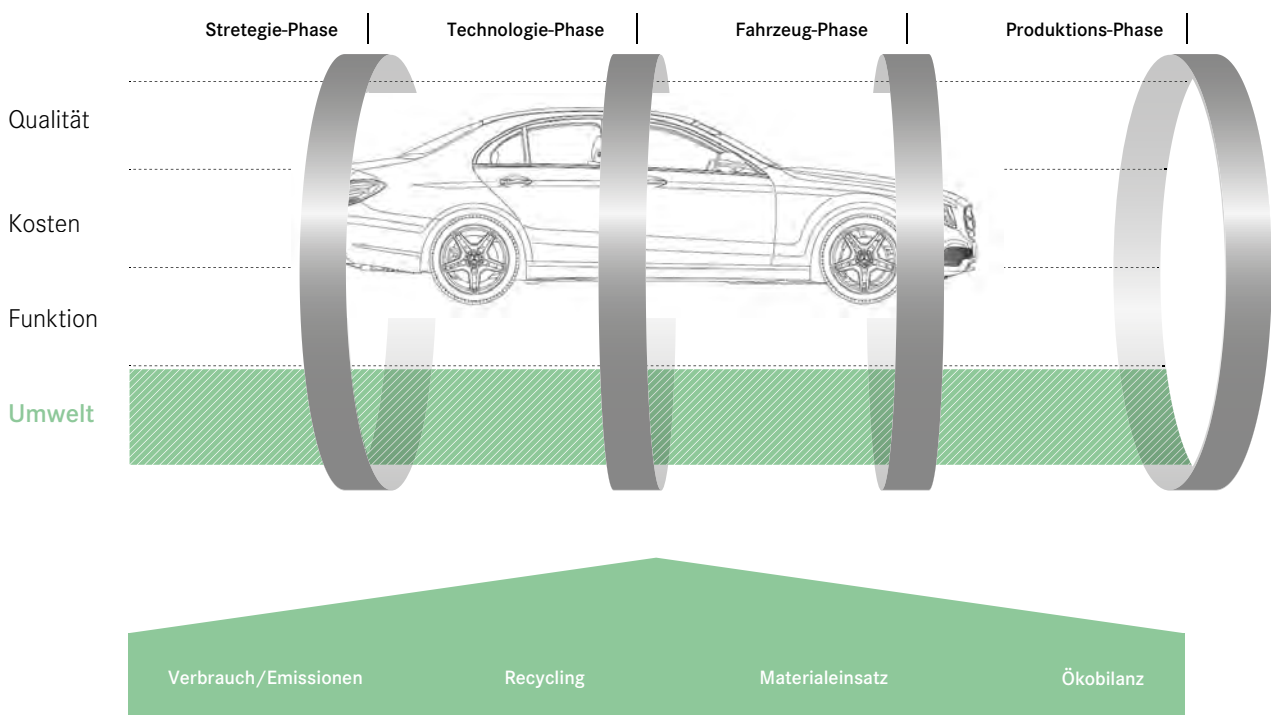 Stretegie-Phase
Technologie-Phase
Fahrzeug-Phase
Produktions-Phase
Qualität
Kosten
Funktion
Umwelt
Verbrauch/Emissionen
Recycling
Materialeinsatz
Ökobilanz